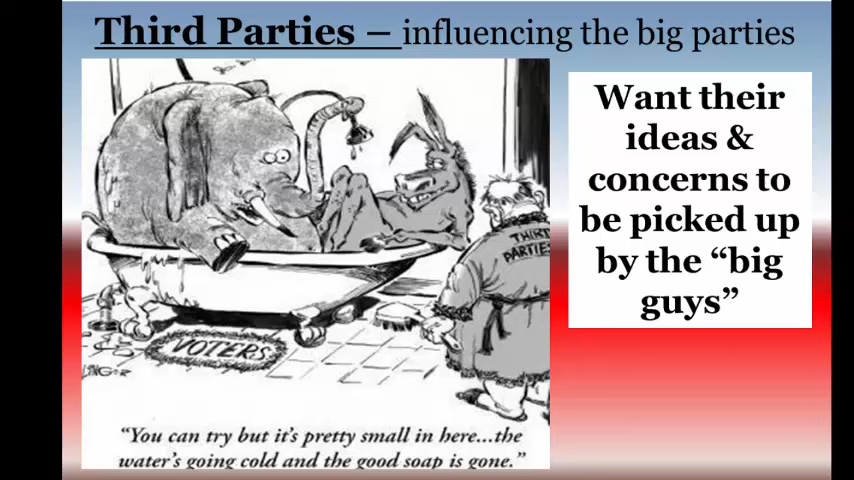 Third Parties – influencing the big parties
Want their
ideas &
concerns to
be picked up
by the “big
guys”
THIRD
PARTIES
VOTERS
“You can try but it’s pretty small in here...the
water’s going cold and the good soap is gone.”